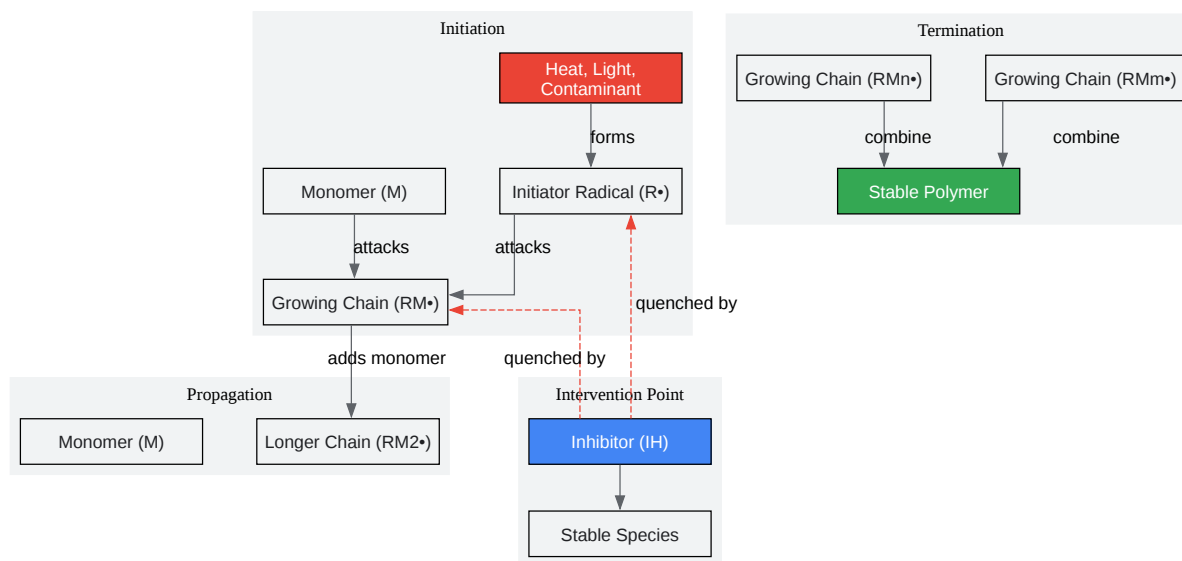 Initiation
Heat, Light,
Contaminant
forms
Monomer (M)
Initiator Radical (R•)
attacks
attacks
Growing Chain (RM•)
quenched by
adds monomer
quenched by
Propagation
Monomer (M)
Longer Chain (RM2•)
Intervention Point
Inhibitor (IH)
Stable Species
Termination
Growing Chain (RMn•)
Growing Chain (RMm•)
combine
combine
Stable Polymer